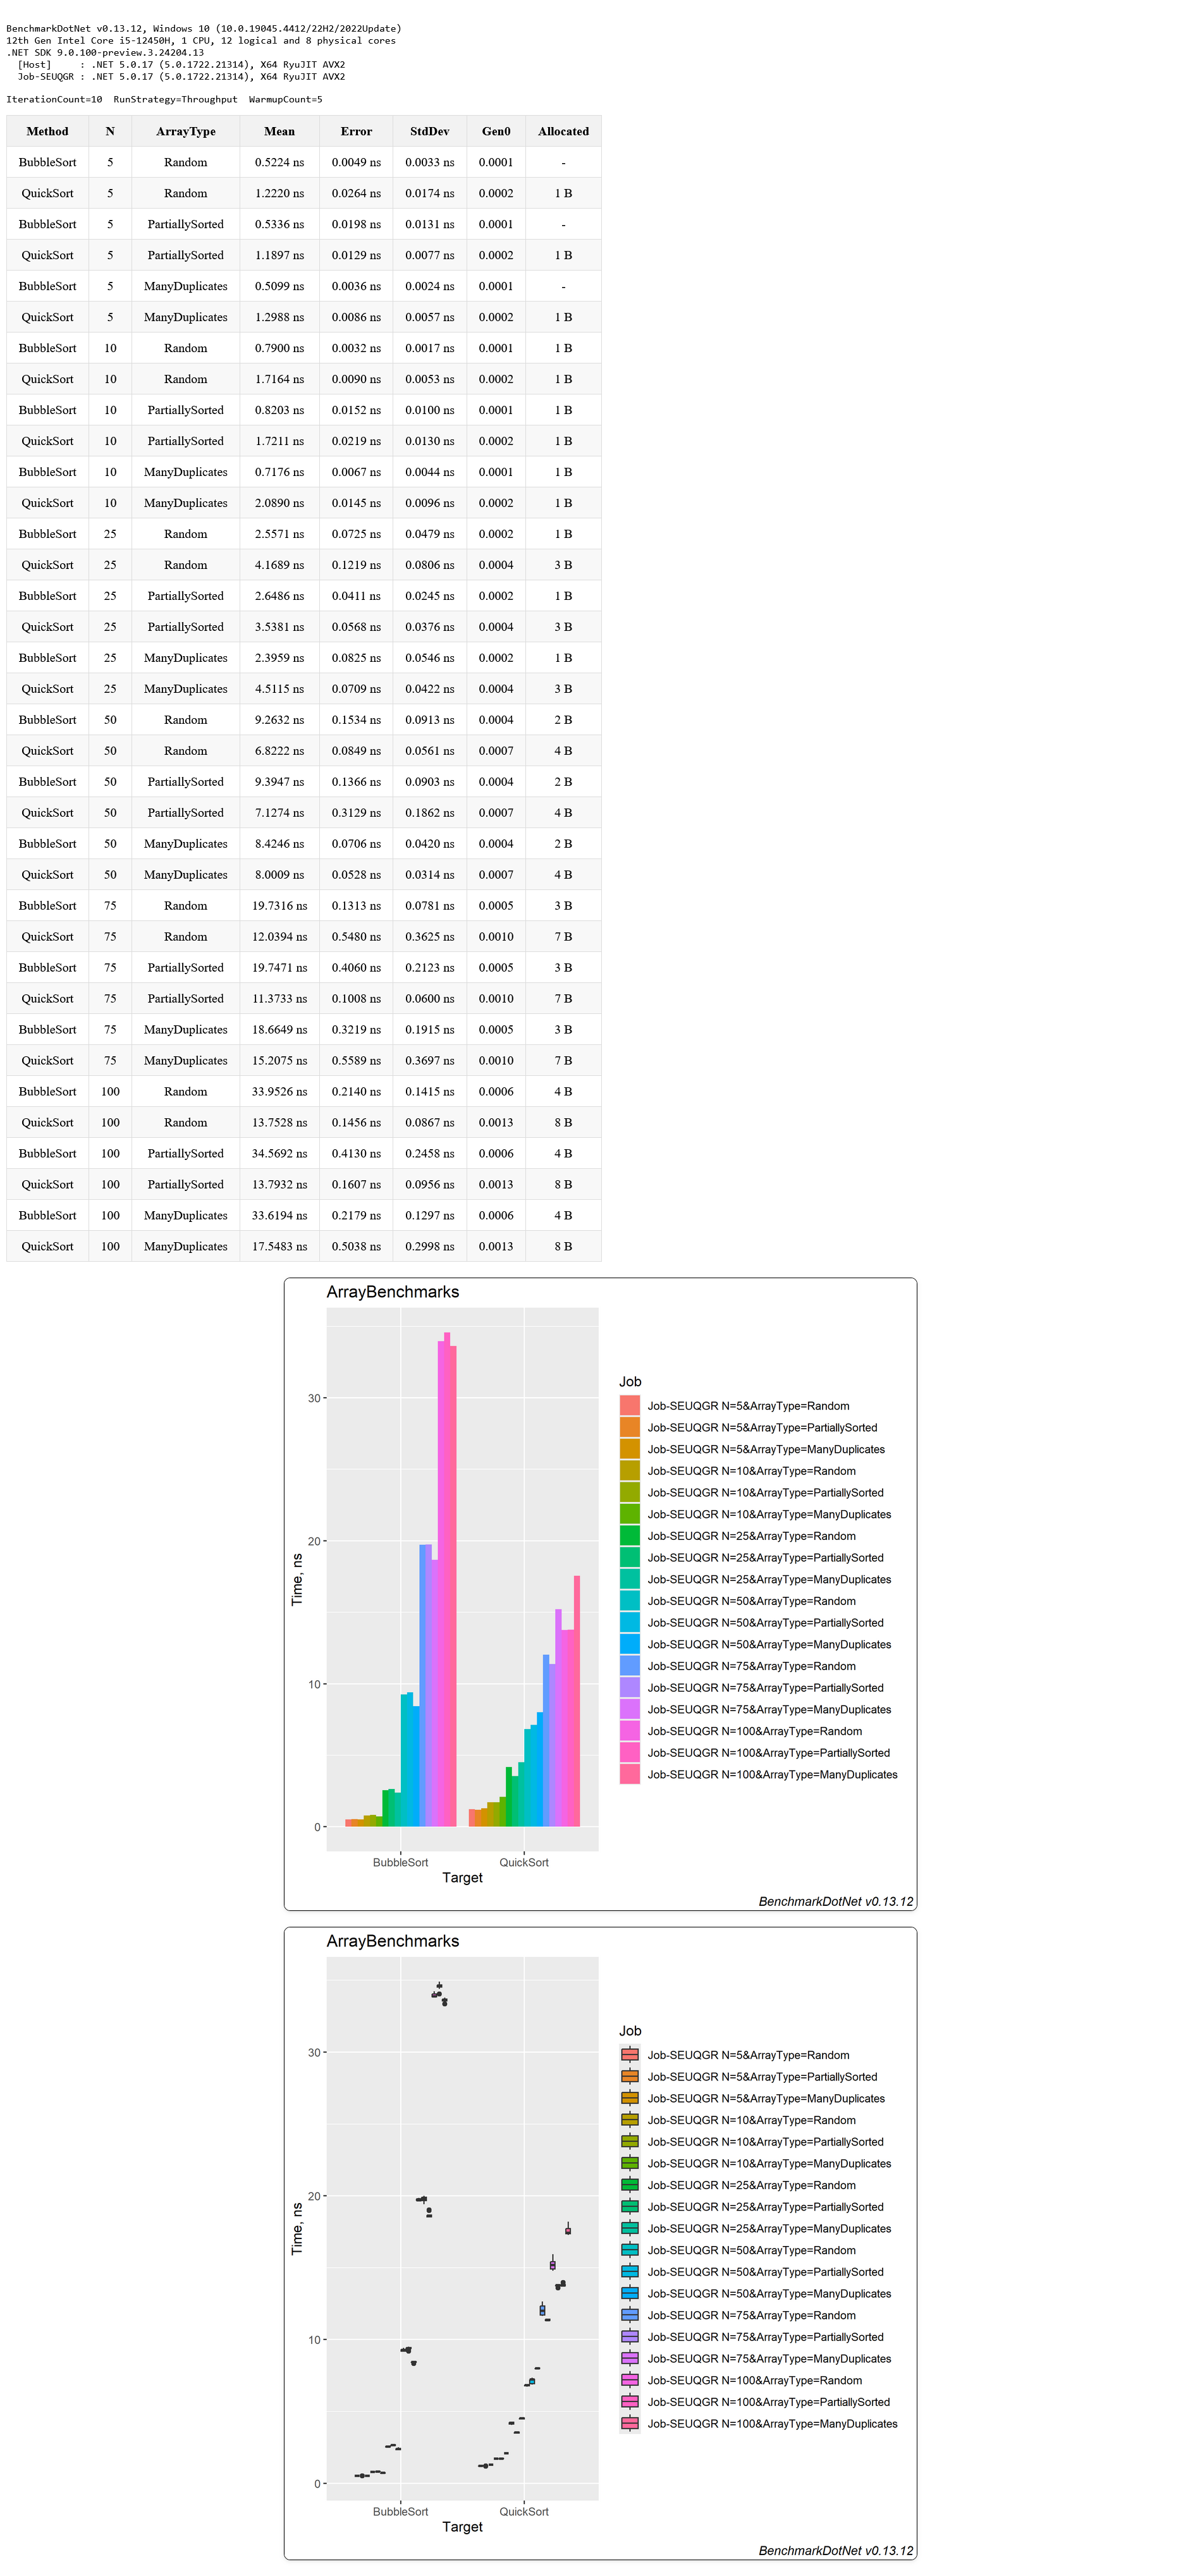 BenchmarkDotNet v0.13.12, Windows 10 (10.0.19045.4412/22H2/2022Update)
12th Gen Intel Core i5-12450H, 1 CPU, 12 logical and 8 physical cores
.NET SDK 9.0.100-preview.3.24204.13
[Host]     : .NET 5.0.17 (5.0.1722.21314), X64 RyuJIT AVX2
Job-SEUQGR : .NET 5.0.17 (5.0.1722.21314), X64 RyuJIT AVX2
IterationCount=10  RunStrategy=Throughput  WarmupCount=5
Method N ArrayType Mean Error StdDev Gen0 Allocated
BubbleSort 5 Random 0.5224 ns 0.0049 ns 0.0033 ns 0.0001 -
QuickSort 5 Random 1.2220 ns 0.0264 ns 0.0174 ns 0.0002 1 B
BubbleSort 5 PartiallySorted 0.5336 ns 0.0198 ns 0.0131 ns 0.0001 -
QuickSort 5 PartiallySorted 1.1897 ns 0.0129 ns 0.0077 ns 0.0002 1 B
BubbleSort 5 ManyDuplicates 0.5099 ns 0.0036 ns 0.0024 ns 0.0001 -
QuickSort 5 ManyDuplicates 1.2988 ns 0.0086 ns 0.0057 ns 0.0002 1 B
BubbleSort 10 Random 0.7900 ns 0.0032 ns 0.0017 ns 0.0001 1 B
QuickSort 10 Random 1.7164 ns 0.0090 ns 0.0053 ns 0.0002 1 B
BubbleSort 10 PartiallySorted 0.8203 ns 0.0152 ns 0.0100 ns 0.0001 1 B
QuickSort 10 PartiallySorted 1.7211 ns 0.0219 ns 0.0130 ns 0.0002 1 B
BubbleSort 10 ManyDuplicates 0.7176 ns 0.0067 ns 0.0044 ns 0.0001 1 B
QuickSort 10 ManyDuplicates 2.0890 ns 0.0145 ns 0.0096 ns 0.0002 1 B
BubbleSort 25 Random 2.5571 ns 0.0725 ns 0.0479 ns 0.0002 1 B
QuickSort 25 Random 4.1689 ns 0.1219 ns 0.0806 ns 0.0004 3 B
BubbleSort 25 PartiallySorted 2.6486 ns 0.0411 ns 0.0245 ns 0.0002 1 B
QuickSort 25 PartiallySorted 3.5381 ns 0.0568 ns 0.0376 ns 0.0004 3 B
BubbleSort 25 ManyDuplicates 2.3959 ns 0.0825 ns 0.0546 ns 0.0002 1 B
QuickSort 25 ManyDuplicates 4.5115 ns 0.0709 ns 0.0422 ns 0.0004 3 B
BubbleSort 50 Random 9.2632 ns 0.1534 ns 0.0913 ns 0.0004 2 B
QuickSort 50 Random 6.8222 ns 0.0849 ns 0.0561 ns 0.0007 4 B
BubbleSort 50 PartiallySorted 9.3947 ns 0.1366 ns 0.0903 ns 0.0004 2 B
QuickSort 50 PartiallySorted 7.1274 ns 0.3129 ns 0.1862 ns 0.0007 4 B
BubbleSort 50 ManyDuplicates 8.4246 ns 0.0706 ns 0.0420 ns 0.0004 2 B
QuickSort 50 ManyDuplicates 8.0009 ns 0.0528 ns 0.0314 ns 0.0007 4 B
BubbleSort 75 Random 19.7316 ns 0.1313 ns 0.0781 ns 0.0005 3 B
QuickSort 75 Random 12.0394 ns 0.5480 ns 0.3625 ns 0.0010 7 B
BubbleSort 75 PartiallySorted 19.7471 ns 0.4060 ns 0.2123 ns 0.0005 3 B
QuickSort 75 PartiallySorted 11.3733 ns 0.1008 ns 0.0600 ns 0.0010 7 B
BubbleSort 75 ManyDuplicates 18.6649 ns 0.3219 ns 0.1915 ns 0.0005 3 B
QuickSort 75 ManyDuplicates 15.2075 ns 0.5589 ns 0.3697 ns 0.0010 7 B
BubbleSort 100 Random 33.9526 ns 0.2140 ns 0.1415 ns 0.0006 4 B
QuickSort 100 Random 13.7528 ns 0.1456 ns 0.0867 ns 0.0013 8 B
BubbleSort 100 PartiallySorted 34.5692 ns 0.4130 ns 0.2458 ns 0.0006 4 B
QuickSort 100 PartiallySorted 13.7932 ns 0.1607 ns 0.0956 ns 0.0013 8 B
BubbleSort 100 ManyDuplicates 33.6194 ns 0.2179 ns 0.1297 ns 0.0006 4 B
QuickSort 100 ManyDuplicates 17.5483 ns 0.5038 ns 0.2998 ns 0.0013 8 B
ArrayBenchmarks
Time, ns
30
20
10
0
BubbleSort QuickSort
Target
Job
Job-SEUQGR N=5&ArrayType=Random
Job-SEUQGR N=5&ArrayType=PartiallySorted
Job-SEUQGR N=5&ArrayType=ManyDuplicates
Job-SEUQGR N=10&ArrayType=Random
Job-SEUQGR N=10&ArrayType=PartiallySorted
Job-SEUQGR N=10&ArrayType=ManyDuplicates
Job-SEUQGR N=25&ArrayType=Random
Job-SEUQGR N=25&ArrayType=PartiallySorted
Job-SEUQGR N=25&ArrayType=ManyDuplicates
Job-SEUQGR N=50&ArrayType=Random
Job-SEUQGR N=50&ArrayType=PartiallySorted
Job-SEUQGR N=50&ArrayType=ManyDuplicates
Job-SEUQGR N=75&ArrayType=Random
Job-SEUQGR N=75&ArrayType=PartiallySorted
Job-SEUQGR N=75&ArrayType=ManyDuplicates
Job-SEUQGR N=100&ArrayType=Random
Job-SEUQGR N=100&ArrayType=PartiallySorted
Job-SEUQGR N=100&ArrayType=ManyDuplicates
BenchmarkDotNet v0.13.12
ArrayBenchmarks
Time, ns
30
20
10
0
BubbleSort QuickSort
Target
Job
Job-SEUQGR N=5&ArrayType=Random
Job-SEUQGR N=5&ArrayType=PartiallySorted
Job-SEUQGR N=5&ArrayType=ManyDuplicates
Job-SEUQGR N=10&ArrayType=Random
Job-SEUQGR N=10&ArrayType=PartiallySorted
Job-SEUQGR N=10&ArrayType=ManyDuplicates
Job-SEUQGR N=25&ArrayType=Random
Job-SEUQGR N=25&ArrayType=PartiallySorted
Job-SEUQGR N=25&ArrayType=ManyDuplicates
Job-SEUQGR N=50&ArrayType=Random
Job-SEUQGR N=50&ArrayType=PartiallySorted
Job-SEUQGR N=50&ArrayType=ManyDuplicates
Job-SEUQGR N=75&ArrayType=Random
Job-SEUQGR N=75&ArrayType=PartiallySorted
Job-SEUQGR N=75&ArrayType=ManyDuplicates
Job-SEUQGR N=100&ArrayType=Random
Job-SEUQGR N=100&ArrayType=PartiallySorted
Job-SEUQGR N=100&ArrayType=ManyDuplicates
BenchmarkDotNet v0.13.12